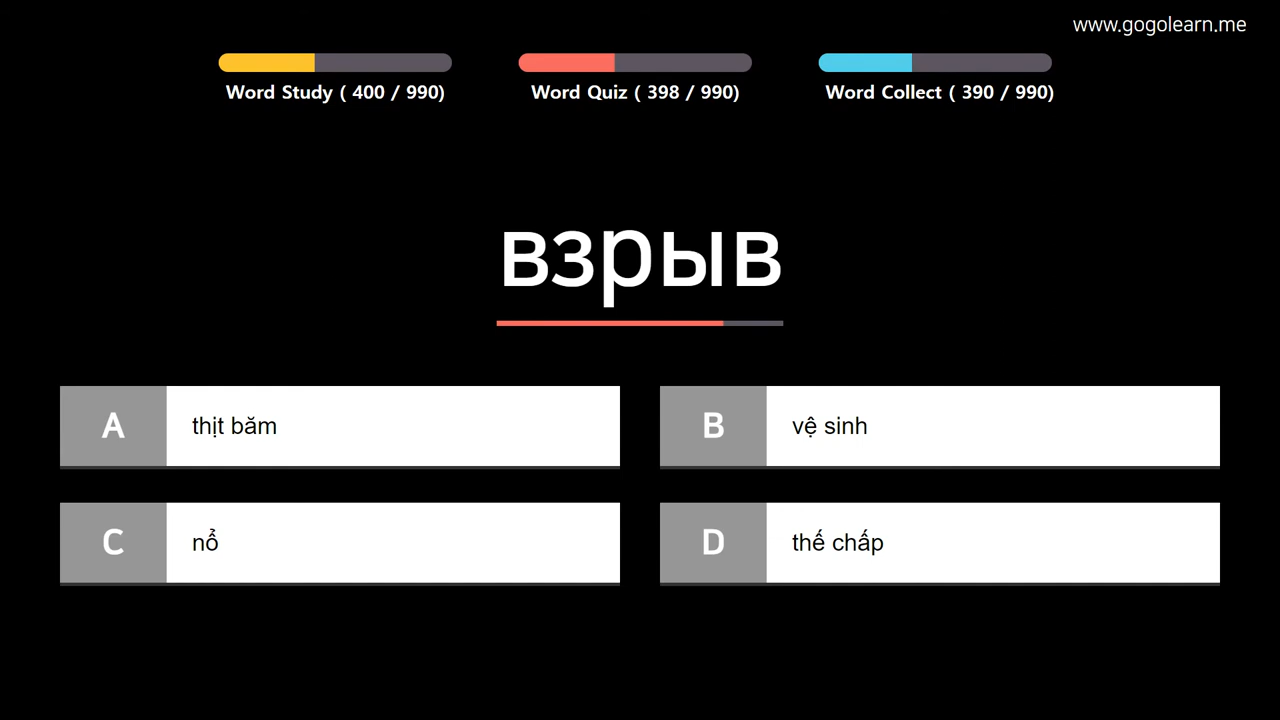 www.gogolearn.me
Word Study ( 400 / 990)
Word Quiz ( 398 / 990)
Word Collect ( 390 / 990)
взрыв
A thịt băm
B vệ sinh
C nổ
D thế chấp